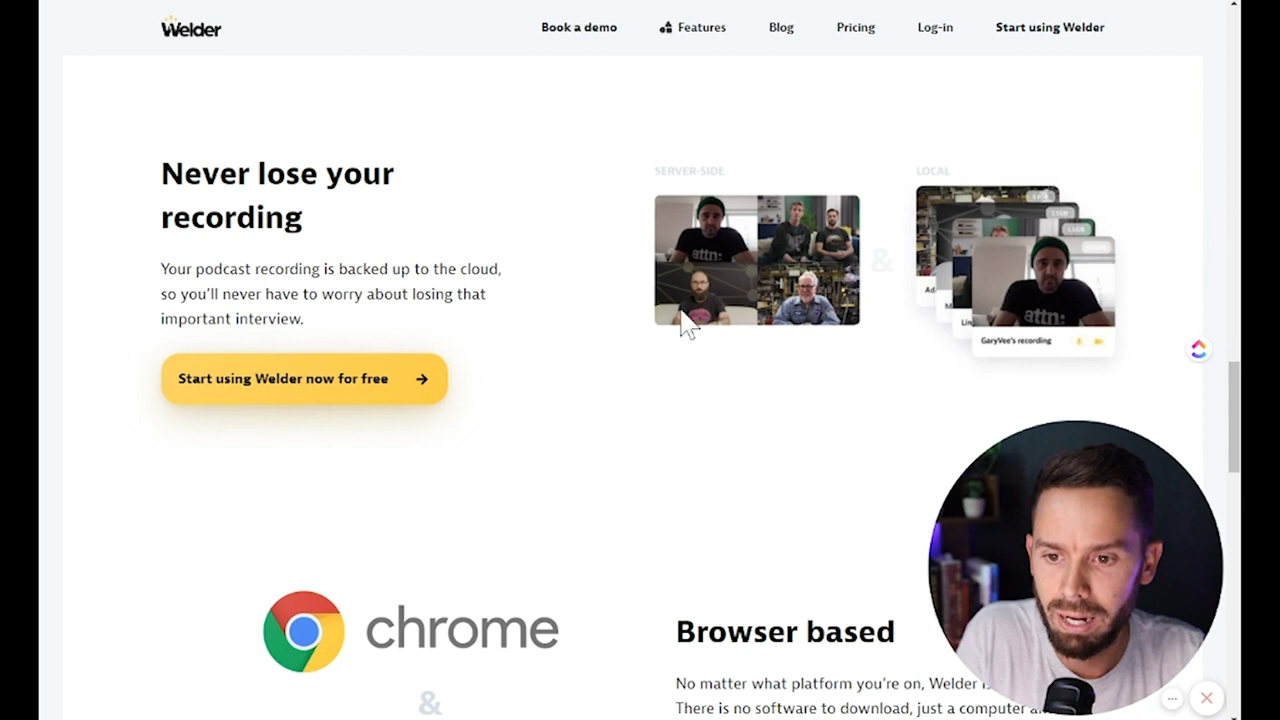 Welder
Book a demo
Features
Blog
Pricing
Log-in
Start using Welder
Never lose your
recording
Your podcast recording is backed up to the cloud,
so you'll never have to worry about losing that
important interview.
Start using Welder now for free
SERVER-SIDE
attn:
&
LOCAL
attn:
GaryVee's recording
chrome
&
Browser based
No matter what platform you're on, Welder
There is no software to download, just a computer